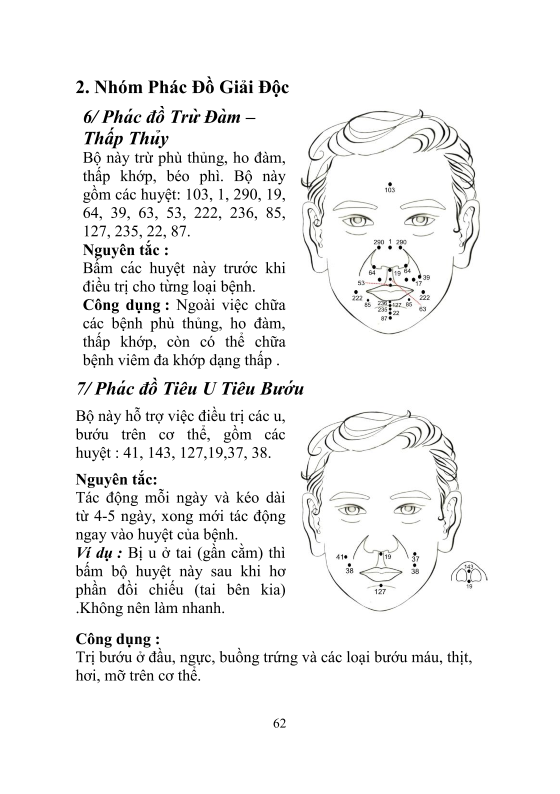 2. Nhóm Phác Đồ Giải Độc
6/ Phác đồ Trừ Đàm –
Thấp Thủy
Bộ này trừ phù thủng, ho đàm,
thấp khớp, béo phì. Bộ này
gồm các huyệt: 103, 1, 290, 19,
64, 39, 63, 53, 222, 236, 85,
127, 235, 22, 87.
Nguyên tắc :
Bấm các huyệt này trước khi
điều trị cho từng loại bệnh.
Công dụng : Ngoài việc chữa
các bệnh phù thủng, ho đàm,
thấp khớp, còn có thể chữa
bệnh viêm đa khớp dạng thấp .
103
290 1 290
64 19 64 39
53 17
222 222
85 236 127 85 63
235 22
87
7/ Phác đồ Tiêu U Tiêu Bướu
Bộ này hỗ trợ việc điều trị các u,
bướu trên cơ thể, gồm các
huyệt : 41, 143, 127,19,37, 38.
Nguyên tắc:
Tác động mỗi ngày và kéo dài
từ 4-5 ngày, xong mới tác động
ngay vào huyệt của bệnh.
Ví dụ : Bị u ở tai (gần cằm) thì
bấm bộ huyệt này sau khi hơ
phần đồi chiếu (tai bên kia)
.Không nên làm nhanh.
41 19 37
38 38
127
143
19
Công dụng :
Trị bướu ở đầu, ngực, buồng trứng và các loại bướu máu, thịt,
hơi, mỡ trên cơ thể.
62